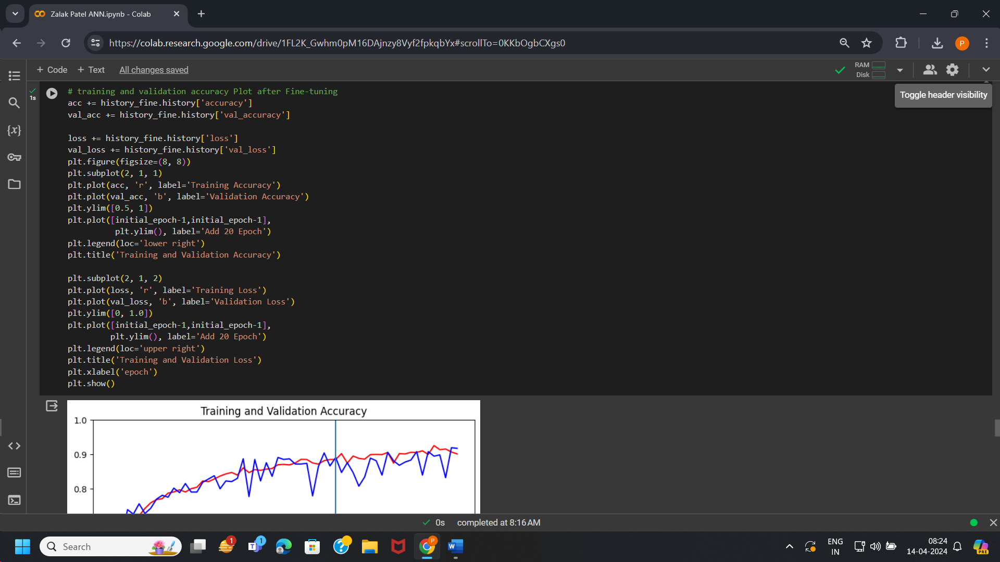 Zalak Patel ANN.ipynb - Colab
https://colab.research.google.com/drive/1FL2K_Gwhm0pM16DAjnzy8Vyf2fpkqbYx#scrollTo=0KKbOgbCXgs0
P
+ Code + Text All changes saved
RAM
Disk
Toggle header visibility
1s
# training and validation accuracy Plot after Fine-tuning
acc += history_fine.history['accuracy']
val_acc += history_fine.history['val_accuracy']
loss += history_fine.history['loss']
val_loss += history_fine.history['val_loss']
plt.figure(figsize=(8, 8))
plt.subplot(2, 1, 1)
plt.plot(acc, 'r', label='Training Accuracy')
plt.plot(val_acc, 'b', label='Validation Accuracy')
plt.ylim([0.5, 1])
plt.plot([initial_epoch-1,initial_epoch-1],
plt.ylim(), label='Add 20 Epoch')
plt.legend(loc='lower right')
plt.title('Training and Validation Accuracy')
plt.subplot(2, 1, 2)
plt.plot(loss, 'r', label='Training Loss')
plt.plot(val_loss, 'b', label='Validation Loss')
plt.ylim([0, 1.0])
plt.plot([initial_epoch-1,initial_epoch-1],
plt.ylim(), label='Add 20 Epoch')
plt.legend(loc='upper right')
plt.title('Training and Validation Loss')
plt.xlabel('epoch')
plt.show()
Training and Validation Accuracy
1.0
0.9
0.8
0s completed at 8:16 AM
Search
1
1
P
ENG
IN
08:24
14-04-2024
PRE